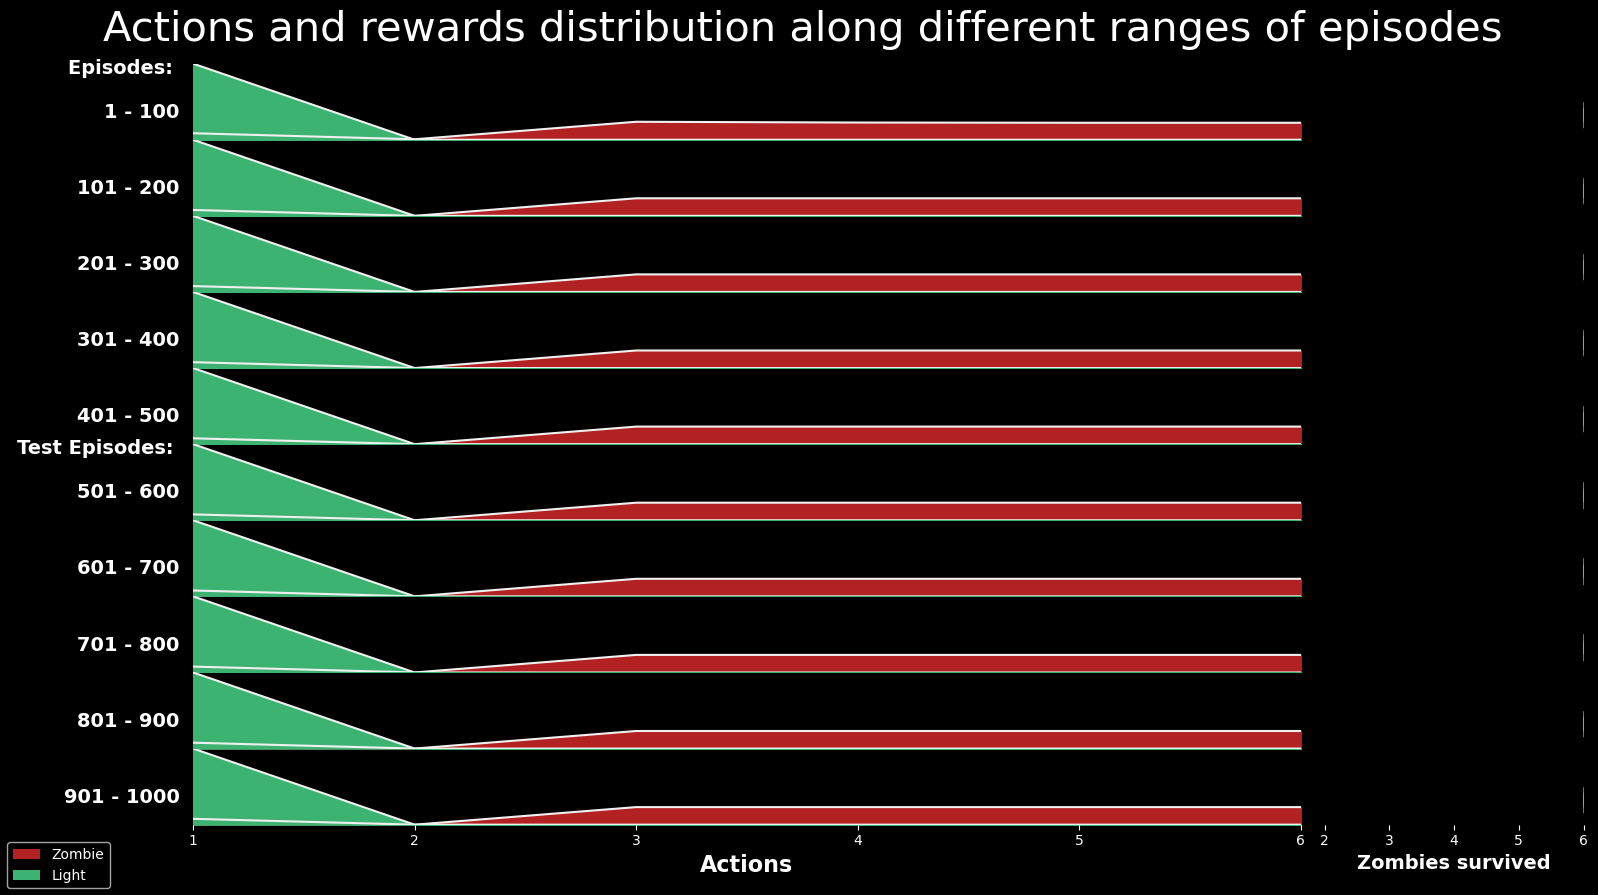 Actions and rewards distribution along different ranges of episodes
Episodes:
1 - 100
101 - 200
201 - 300
301 - 400
401 - 500
Test Episodes:
501 - 600
601 - 700
701 - 800
801 - 900
901 - 1000
1 2 3 4 5 6 2 3 4 5 6
Actions Zombies survived
Zombie
Light